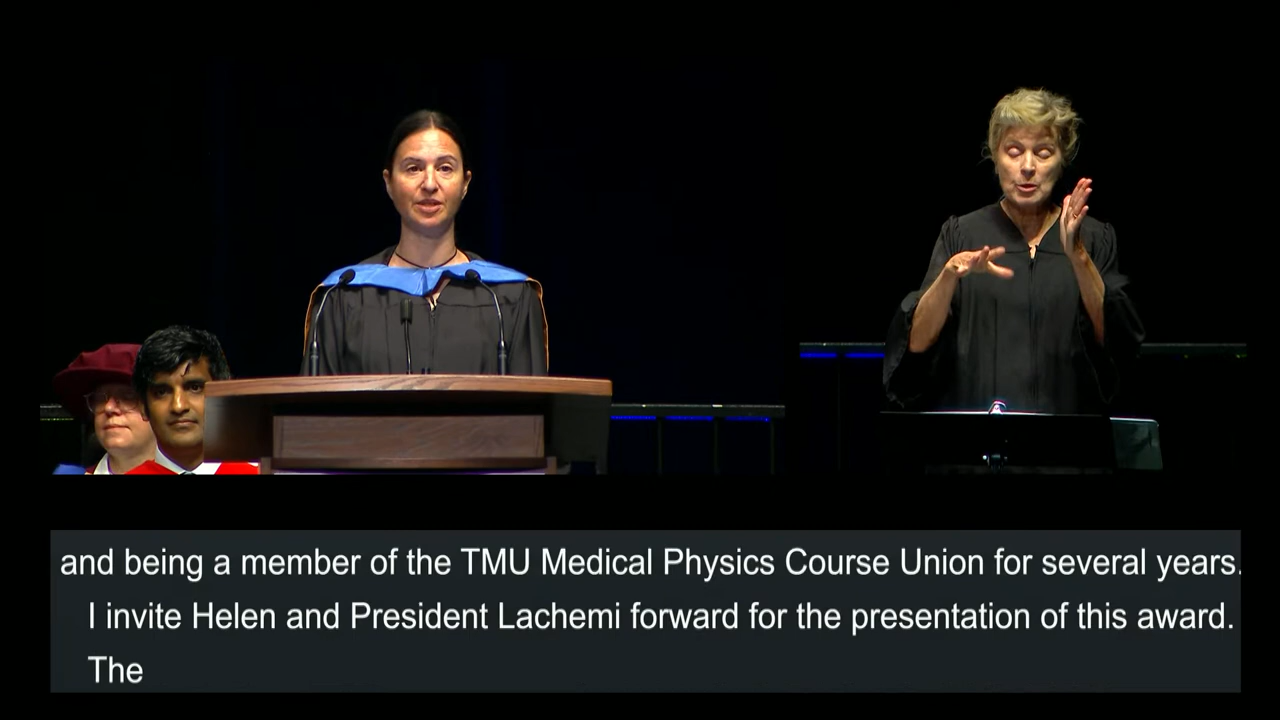 and being a member of the TMU Medical Physics Course Union for several years.
I invite Helen and President Lachemi forward for the presentation of this award.
The